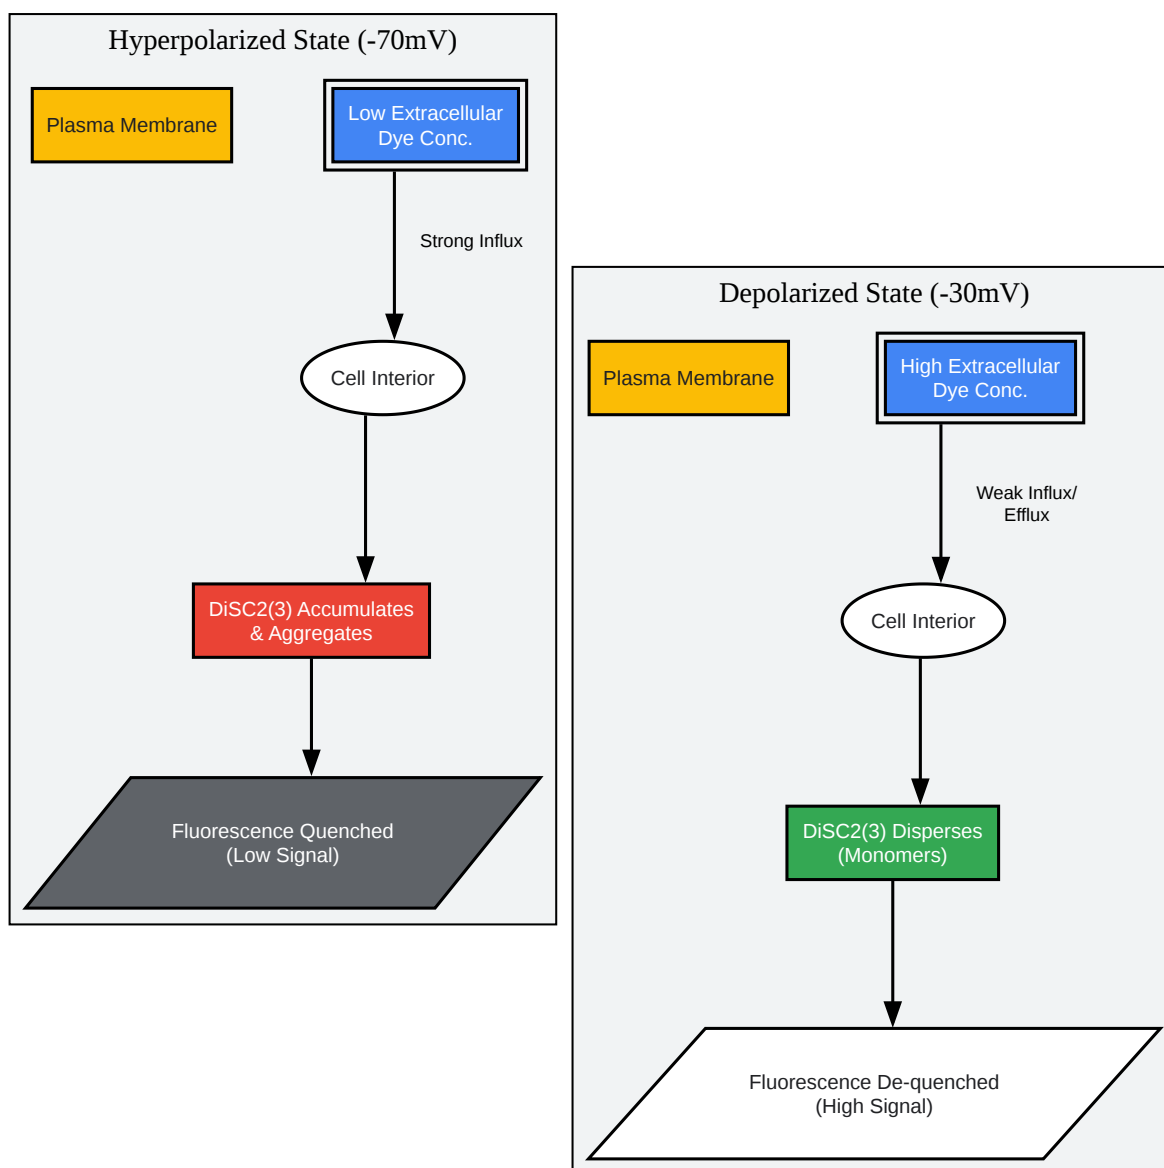 Hyperpolarized State (-70mV)
Plasma Membrane
Low Extracellular
Dye Conc.
Strong Influx
Cell Interior
DiSC2(3) Accumulates
& Aggregates
Fluorescence Quenched
(Low Signal)
Depolarized State (-30mV)
Plasma Membrane
High Extracellular
Dye Conc.
Weak Influx/
Efflux
Cell Interior
DiSC2(3) Disperses
(Monomers)
Fluorescence De-quenched
(High Signal)